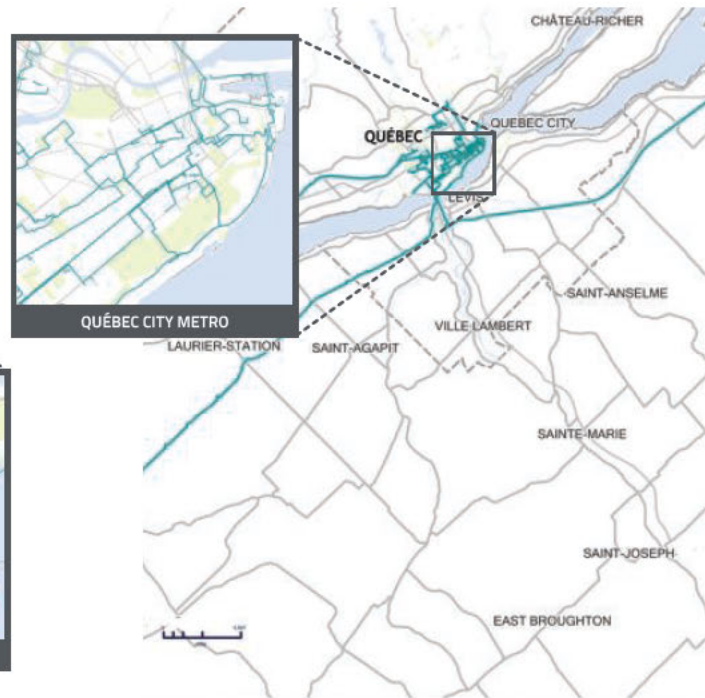 CHÂTEAU-RICHER
QUEBEC CITY
QUÉBEC
LÉVIS
SAINT-ANSELME
QUÉBEC CITY METRO
VILLE LAMBERT
LAURIER-STATION
SAINT-AGAPIT
SAINTE-MARIE
SAINT-JOSEPH
EAST BROUGHTON